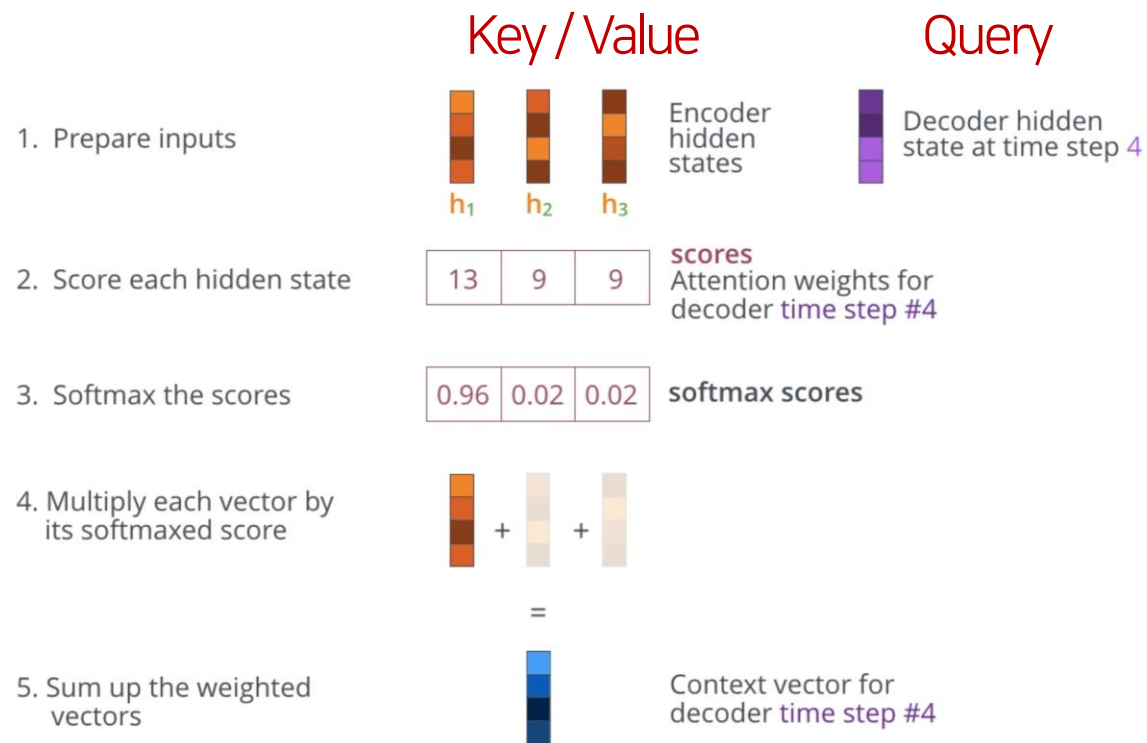 Key / Value
Query
1. Prepare inputs
Encoder
hidden
states
Decoder hidden
state at time step 4
h₁ h₂ h₃
2. Score each hidden state
13 9 9
scores
Attention weights for
decoder time step #4
3. Softmax the scores
0.96 0.02 0.02
softmax scores
4. Multiply each vector by
its softmaxed score
+ +
=
5. Sum up the weighted
vectors
Context vector for
decoder time step #4